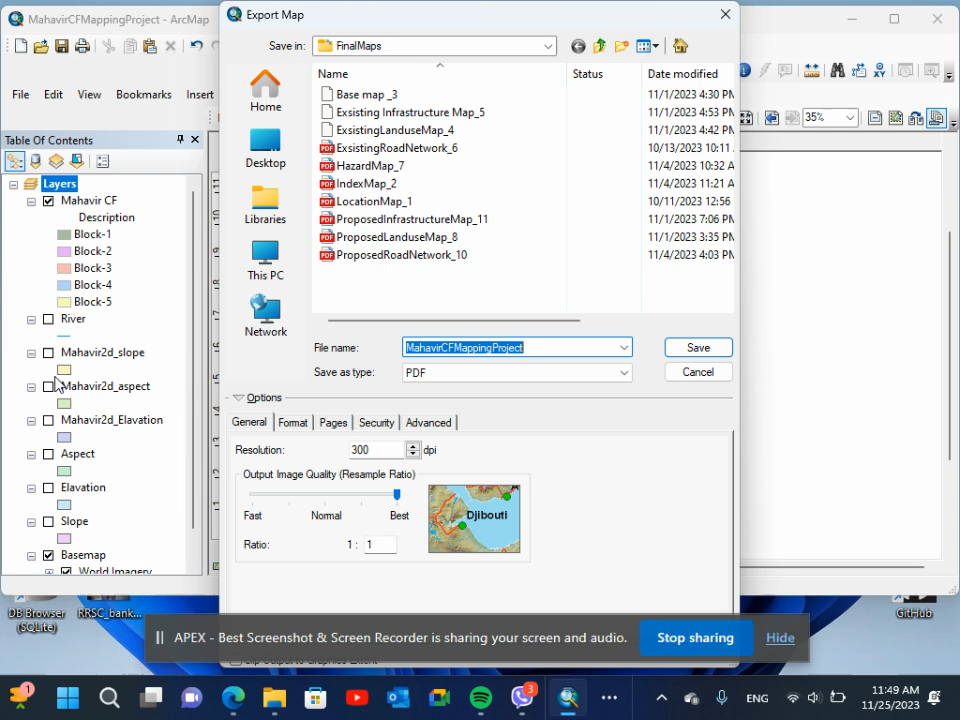 MahavirCFMappingProject - ArcMap
File Edit View Bookmarks Insert
35%
Table Of Contents
Layers
Mahavir CF
Description
Block-1
Block-2
Block-3
Block-4
Block-5
River
Mahavir2d_slope
Mahavir2d_aspect
Mahavir2d_Elavation
Aspect
Elavation
Slope
Basemap
World Imagery
Export Map
Save in: FinalMaps
Home
Desktop
Libraries
This PC
Network
Name Status Date modified
Base map _3 11/1/2023 4:30 PM
Exsisting Infrastructure Map_5 11/1/2023 4:53 PM
ExsistingLanduseMap_4 11/1/2023 4:42 PM
ExsistingRoadNetwork_6 10/13/2023 10:11
HazardMap_7 11/4/2023 10:32 A
IndexMap_2 11/4/2023 11:21 A
LocationMap_1 10/11/2023 12:56
ProposedInfrastructureMap_11 11/1/2023 7:06 PM
ProposedLanduseMap_8 11/1/2023 3:35 PM
ProposedRoadNetwork_10 11/4/2023 4:03 PM
File name: MahavirCFMappingProject Save
Save as type: PDF Cancel
Options
General Format Pages Security Advanced
Resolution: 300 dpi
Output Image Quality (Resample Ratio)
Fast Normal Best
Ratio: 1 : 1
Djibouti
DB Browser (SQLite)
RRSC_bank...
GitHub
APEX - Best Screenshot & Screen Recorder is sharing your screen and audio. Stop sharing Hide
Clip Output to Graphics Extent
1
3
ENG
11:49 AM
11/25/2023